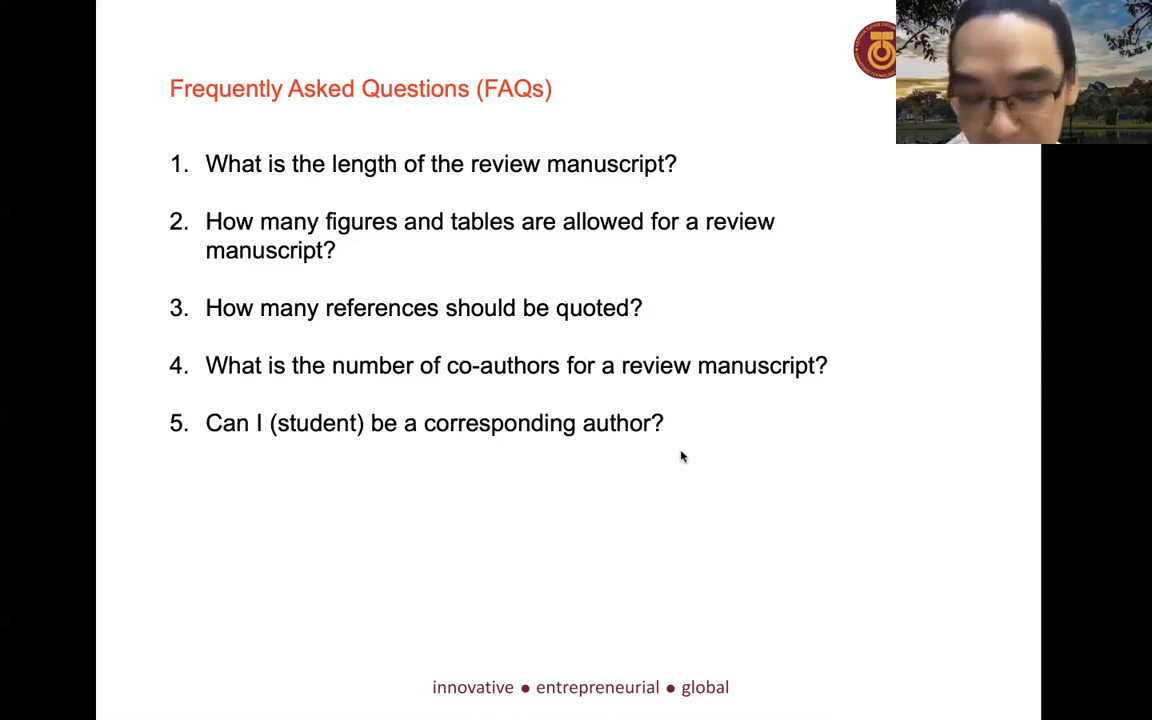 Frequently Asked Questions (FAQs)
1. What is the length of the review manuscript?
2. How many figures and tables are allowed for a review
manuscript?
3. How many references should be quoted?
4. What is the number of co-authors for a review manuscript?
5. Can I (student) be a corresponding author?
innovative ● entrepreneurial ● global